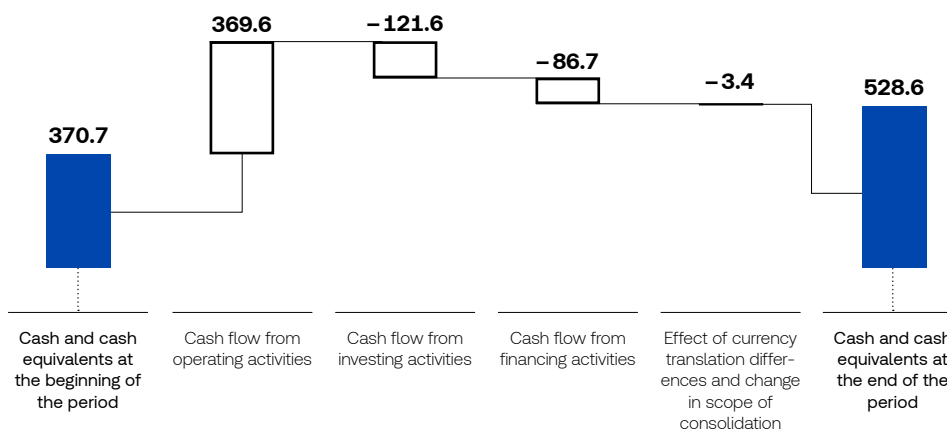 370.7
369.6
–121.6
–86.7
–3.4
528.6
Cash and cash
equivalents at
the beginning of
the period
Cash flow from
operating activities
Cash flow from
investing activities
Cash flow from
financing activities
Effect of currency
translation differ-
ences and change
in scope of
consolidation
Cash and cash
equivalents at
the end of the
period